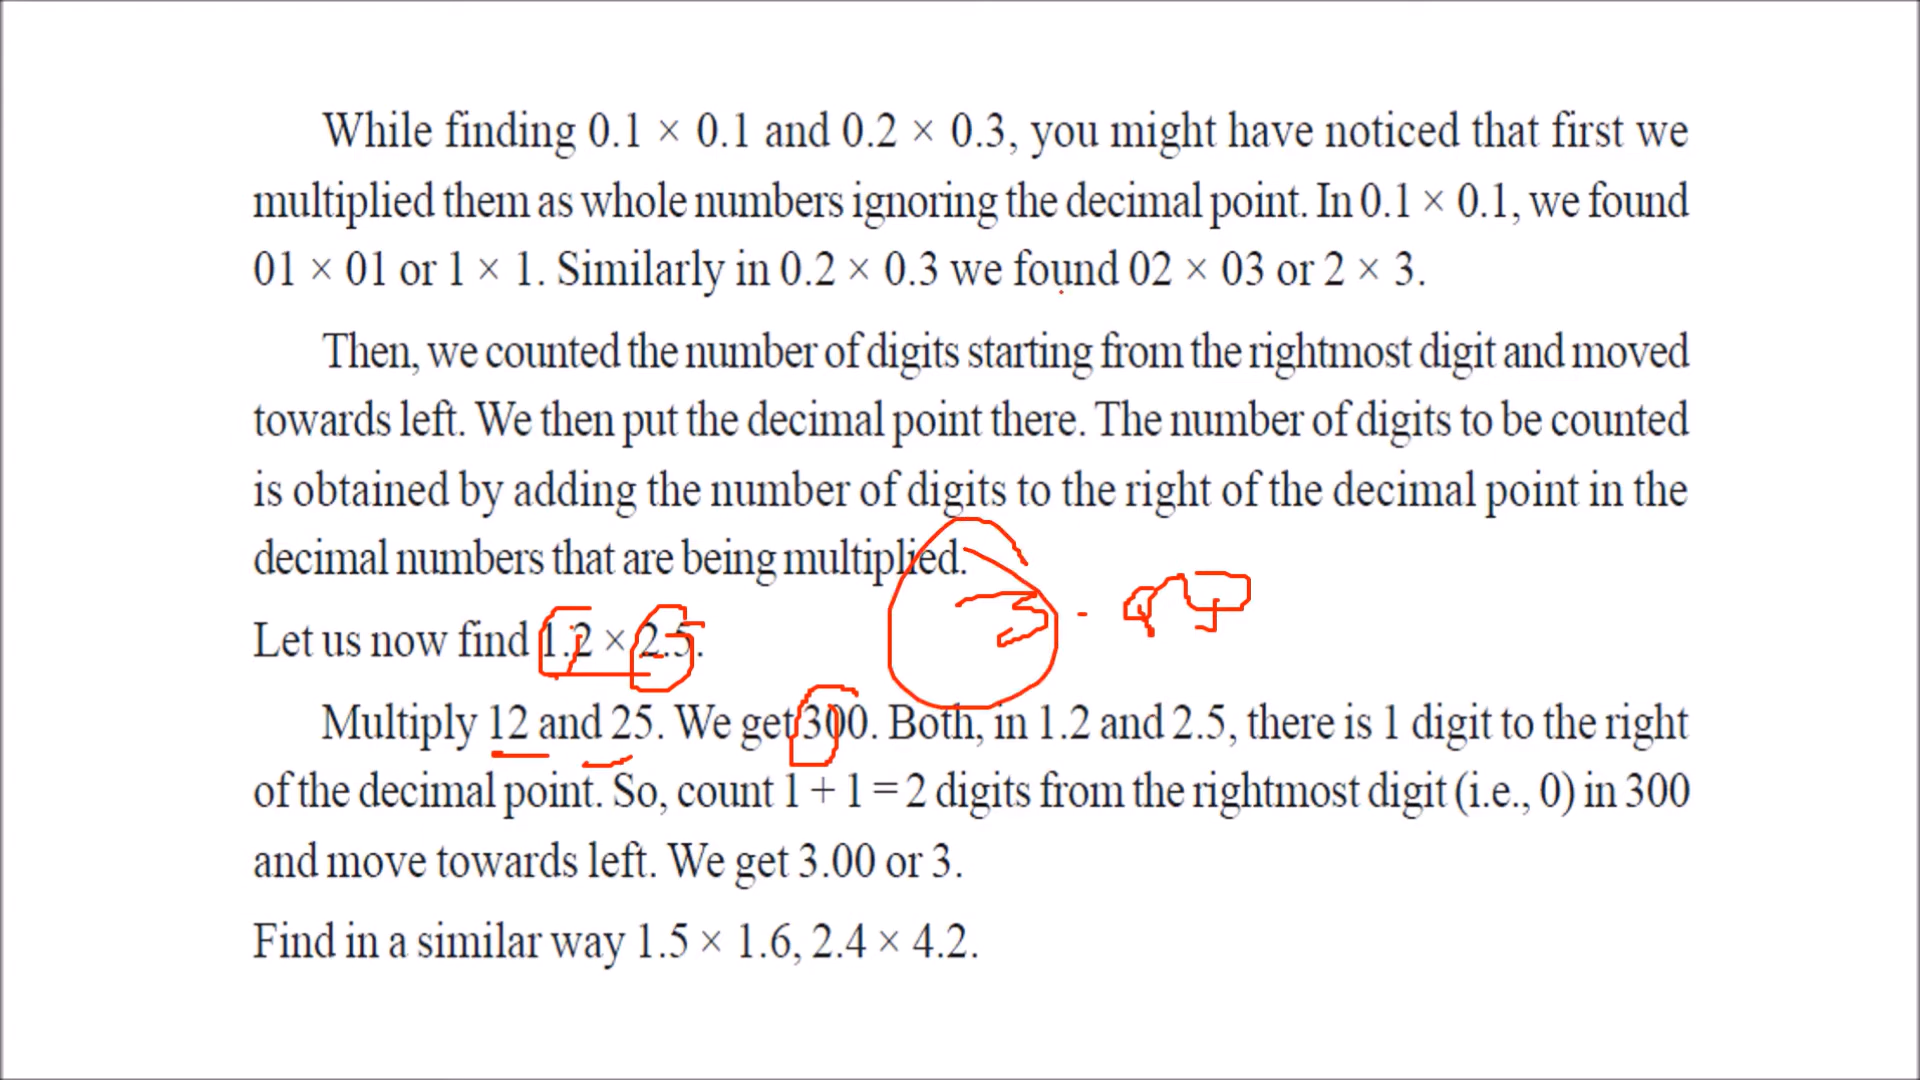 While finding 0.1 × 0.1 and 0.2 × 0.3, you might have noticed that first we
multiplied them as whole numbers ignoring the decimal point. In 0.1 × 0.1, we found
01 × 01 or 1 × 1. Similarly in 0.2 × 0.3 we found 02 × 03 or 2 × 3.
Then, we counted the number of digits starting from the rightmost digit and moved
towards left. We then put the decimal point there. The number of digits to be counted
is obtained by adding the number of digits to the right of the decimal point in the
decimal numbers that are being multiplied.
Let us now find 1.2 × 2.5.
Multiply 12 and 25. We get 300. Both, in 1.2 and 2.5, there is 1 digit to the right
of the decimal point. So, count 1 + 1 = 2 digits from the rightmost digit (i.e., 0) in 300
and move towards left. We get 3.00 or 3.
Find in a similar way 1.5 × 1.6, 2.4 × 4.2.